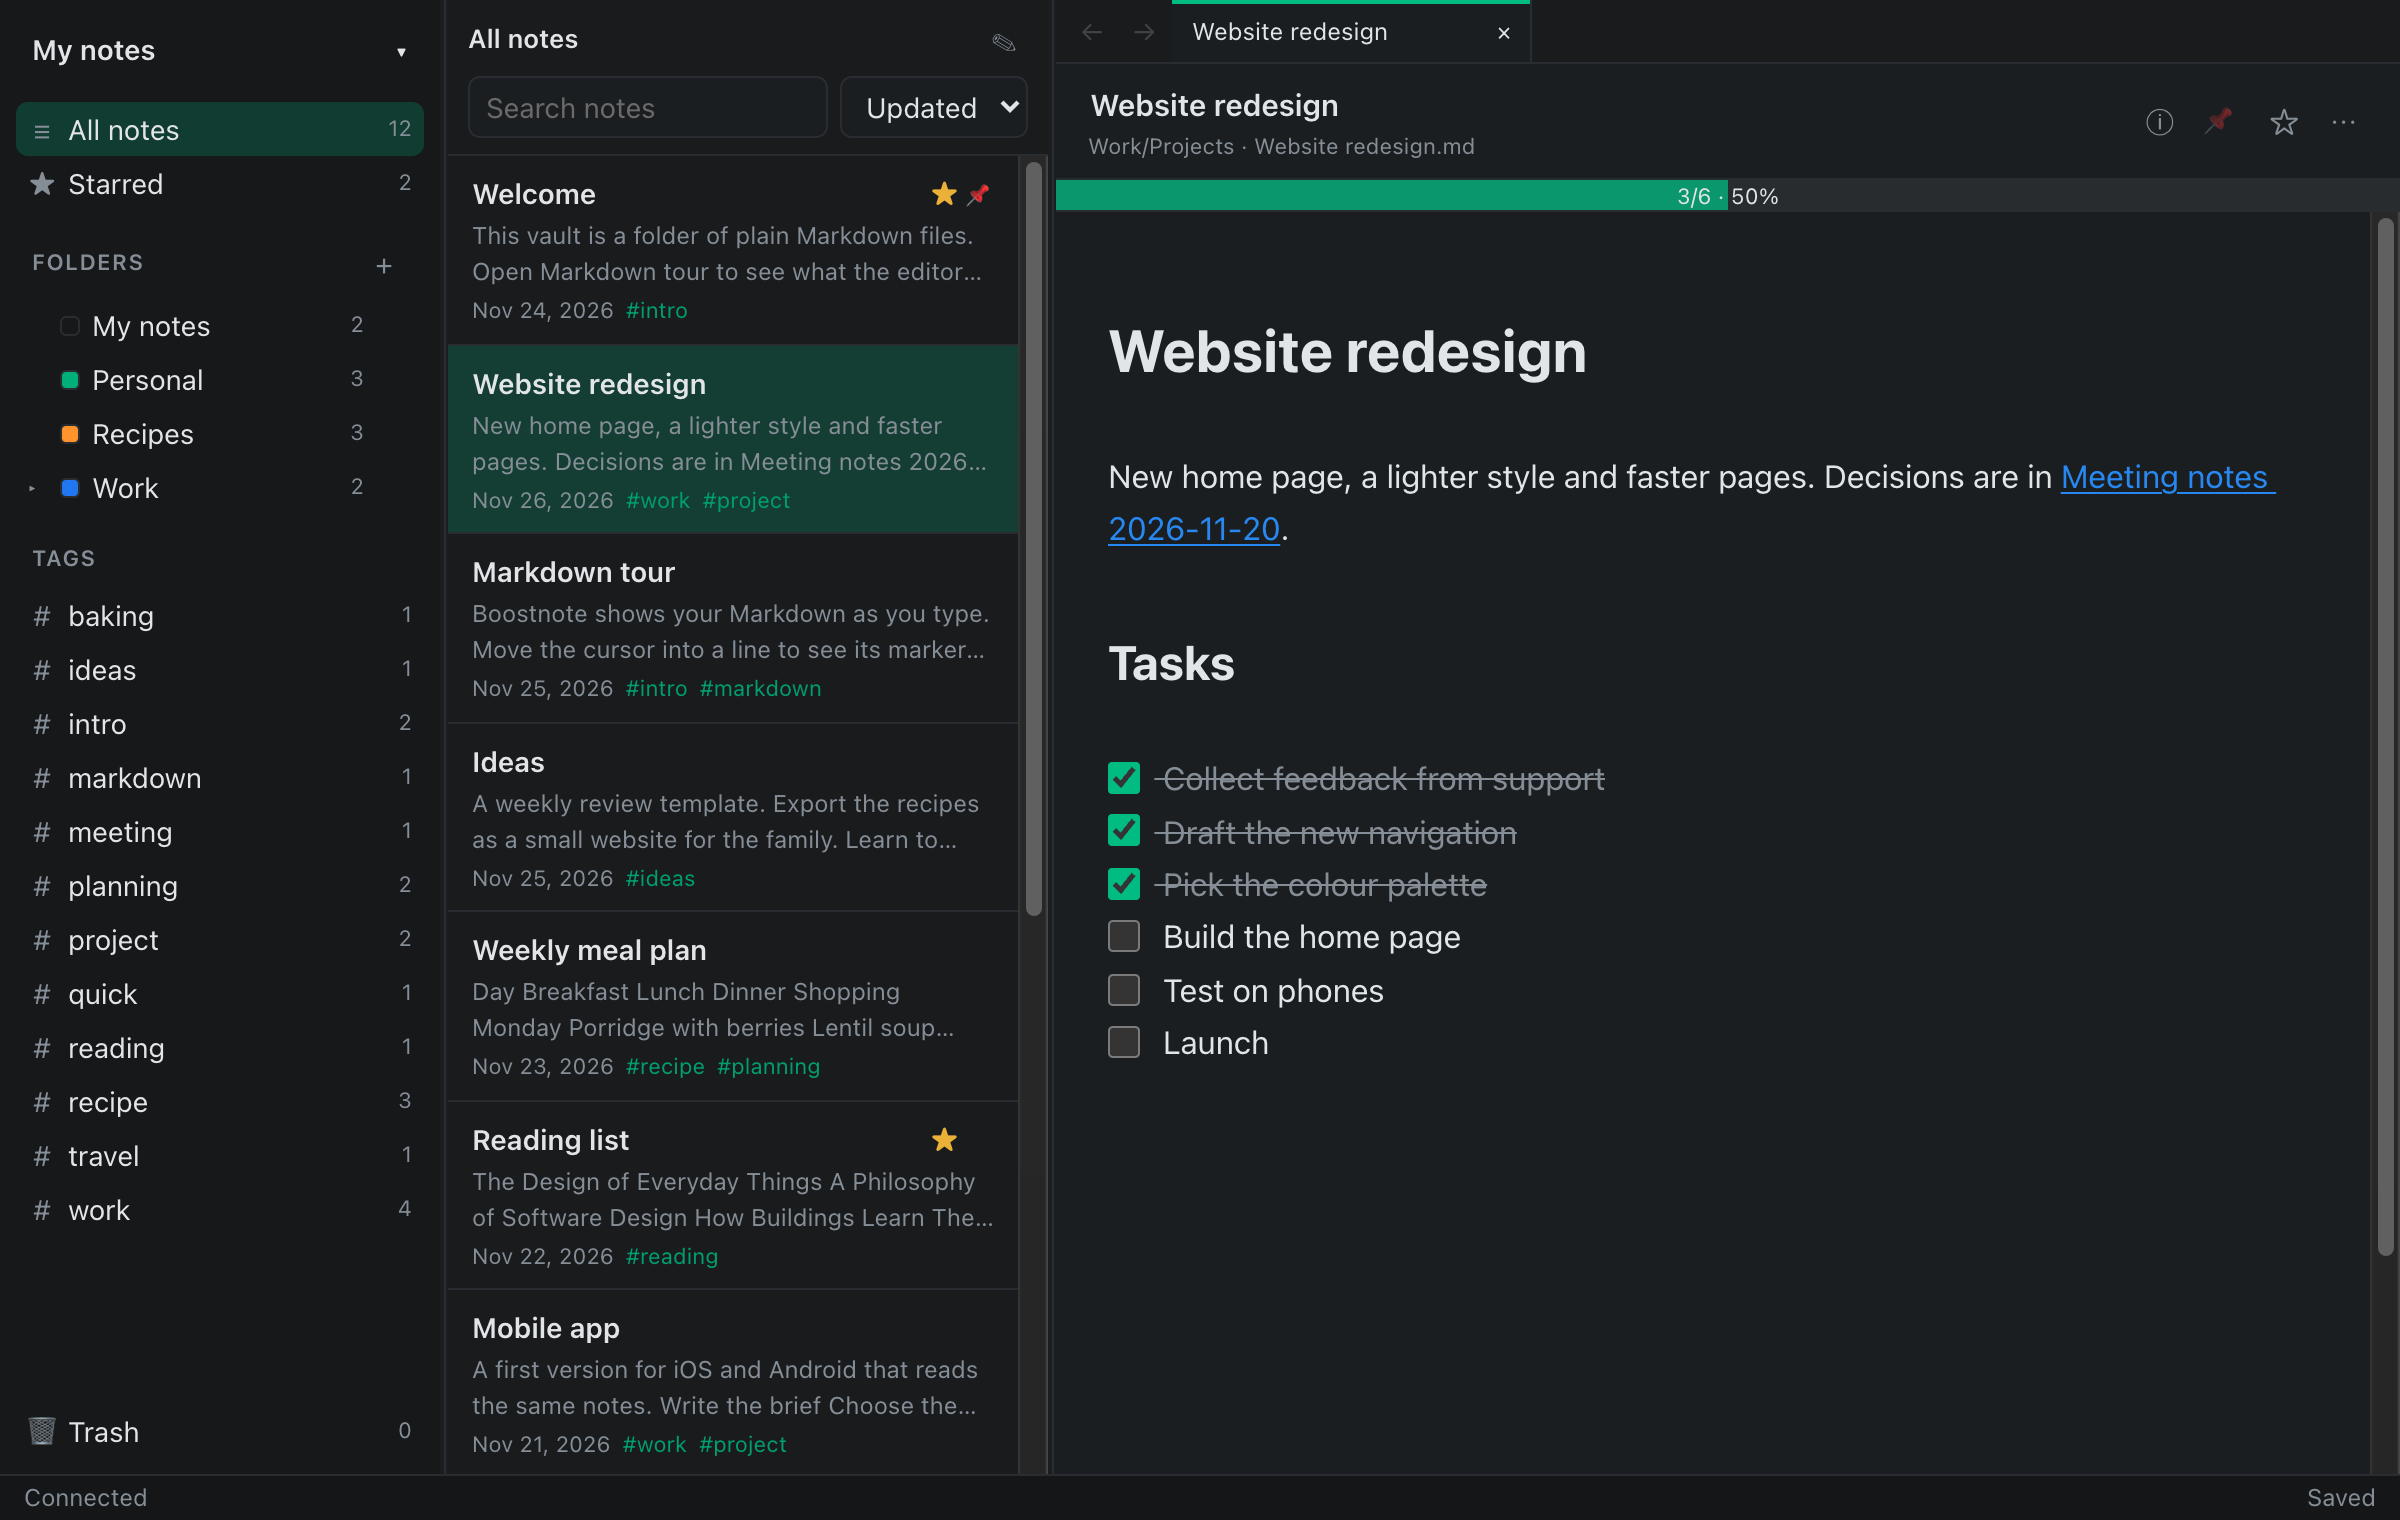 My notes
All notes 12
Starred 2
FOLDERS
My notes 2
Personal 3
Recipes 3
Work 2
TAGS
# baking 1
# ideas 1
# intro 2
# markdown 1
# meeting 1
# planning 2
# project 2
# quick 1
# reading 1
# recipe 3
# travel 1
# work 4
Trash 0
Connected
All notes
Search notes
Updated
Welcome
This vault is a folder of plain Markdown files.
Open Markdown tour to see what the editor...
Nov 24, 2026 #intro
Website redesign
New home page, a lighter style and faster
pages. Decisions are in Meeting notes 2026...
Nov 26, 2026 #work #project
Markdown tour
Boostnote shows your Markdown as you type.
Move the cursor into a line to see its marker...
Nov 25, 2026 #intro #markdown
Ideas
A weekly review template. Export the recipes
as a small website for the family. Learn to...
Nov 25, 2026 #ideas
Weekly meal plan
Day Breakfast Lunch Dinner Shopping
Monday Porridge with berries Lentil soup...
Nov 23, 2026 #recipe #planning
Reading list
The Design of Everyday Things A Philosophy
of Software Design How Buildings Learn The...
Nov 22, 2026 #reading
Mobile app
A first version for iOS and Android that reads
the same notes. Write the brief Choose the...
Nov 21, 2026 #work #project
Website redesign
Website redesign
Work/Projects · Website redesign.md
3/6 · 50%
Website redesign
New home page, a lighter style and faster pages. Decisions are in Meeting notes
2026-11-20.
Tasks
Collect feedback from support
Draft the new navigation
Pick the colour palette
Build the home page
Test on phones
Launch
Saved